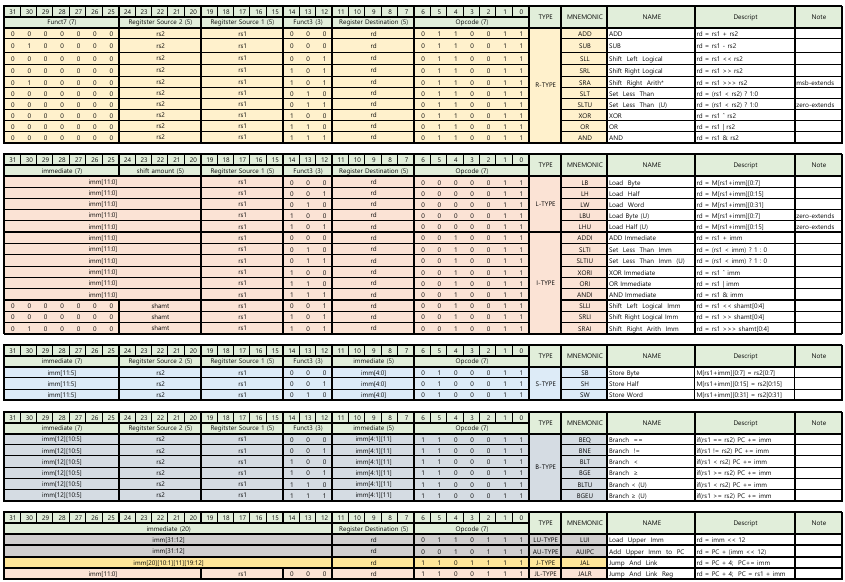 31 30 29 28 27 26 25 24 23 22 21 20 19 18 17 16 15 14 13 12 11 10 9 8 7 6 5 4 3 2 1 0 TYPE MNEMONIC NAME Descript Note
Funct7 (7) Regitster Source 2 (5) Regitster Source 1 (5) Funct3 (3) Register Destination (5) Opcode (7)
0 0 0 0 0 0 0 rs2 rs1 0 0 0 rd 0 1 1 0 0 1 1 ADD ADD rd = rs1 + rs2
0 1 0 0 0 0 0 rs2 rs1 0 0 0 rd 0 1 1 0 0 1 1 SUB SUB rd = rs1 - rs2
0 0 0 0 0 0 0 rs2 rs1 0 0 1 rd 0 1 1 0 0 1 1 SLL Shift Left Logical rd = rs1 << rs2
0 0 0 0 0 0 0 rs2 rs1 1 0 1 rd 0 1 1 0 0 1 1 SRL Shift Right Logical rd = rs1 >> rs2
0 1 0 0 0 0 0 rs2 rs1 1 0 1 rd 0 1 1 0 0 1 1 SRA Shift Right Arith* rd = rs1 >>> rs2 msb-extends
R-TYPE
0 0 0 0 0 0 0 rs2 rs1 0 1 0 rd 0 1 1 0 0 1 1 SLT Set Less Than rd = (rs1 < rs2) ? 1:0
0 0 0 0 0 0 0 rs2 rs1 0 1 1 rd 0 1 1 0 0 1 1 SLTU Set Less Than (U) rd = (rs1 < rs2) ? 1:0 zero-extends
0 0 0 0 0 0 0 rs2 rs1 1 0 0 rd 0 1 1 0 0 1 1 XOR XOR rd = rs1 ^ rs2
0 0 0 0 0 0 0 rs2 rs1 1 1 0 rd 0 1 1 0 0 1 1 OR OR rd = rs1 | rs2
0 0 0 0 0 0 0 rs2 rs1 1 1 1 rd 0 1 1 0 0 1 1 AND AND rd = rs1 & rs2
31 30 29 28 27 26 25 24 23 22 21 20 19 18 17 16 15 14 13 12 11 10 9 8 7 6 5 4 3 2 1 0 TYPE MNEMONIC NAME Descript Note
immediate (7) shift amount (5) Regitster Source 1 (5) Funct3 (3) Register Destination (5) Opcode (7)
imm[11:0] rs1 0 0 0 rd 0 0 0 0 0 1 1 LB Load Byte rd = M[rs1+imm][0:7]
imm[11:0] rs1 0 0 1 rd 0 0 0 0 0 1 1 LH Load Half rd = M[rs1+imm][0:15]
imm[11:0] rs1 0 1 0 rd 0 0 0 0 0 1 1 L-TYPE LW Load Word rd = M[rs1+imm][0:31]
imm[11:0] rs1 1 0 0 rd 0 0 0 0 0 1 1 LBU Load Byte (U) rd = M[rs1+imm][0:7] zero-extends
imm[11:0] rs1 1 0 1 rd 0 0 0 0 0 1 1 LHU Load Half (U) rd = M[rs1+imm][0:15] zero-extends
imm[11:0] rs1 0 0 0 rd 0 0 1 0 0 1 1 ADDI ADD Immediate rd = rs1 + imm
imm[11:0] rs1 0 1 0 rd 0 0 1 0 0 1 1 SLTI Set Less Than Imm rd = (rs1 < imm) ? 1 : 0
imm[11:0] rs1 0 1 1 rd 0 0 1 0 0 1 1 SLTIU Set Less Than Imm (U) rd = (rs1 < imm) ? 1 : 0
imm[11:0] rs1 1 0 0 rd 0 0 1 0 0 1 1 XORI XOR Immediate rd = rs1 ^ imm
imm[11:0] rs1 1 1 0 rd 0 0 1 0 0 1 1 I-TYPE ORI OR Immediate rd = rs1 | imm
imm[11:0] rs1 1 1 1 rd 0 0 1 0 0 1 1 ANDI AND Immediate rd = rs1 & imm
0 0 0 0 0 0 0 shamt rs1 0 0 1 rd 0 0 1 0 0 1 1 SLLI Shift Left Logical Imm rd = rs1 << shamt[0:4]
0 0 0 0 0 0 0 shamt rs1 1 0 1 rd 0 0 1 0 0 1 1 SRLI Shift Right Logical Imm rd = rs1 >> shamt[0:4]
0 1 0 0 0 0 0 shamt rs1 1 0 1 rd 0 0 1 0 0 1 1 SRAI Shift Right Arith Imm rd = rs1 >>> shamt[0:4]
31 30 29 28 27 26 25 24 23 22 21 20 19 18 17 16 15 14 13 12 11 10 9 8 7 6 5 4 3 2 1 0 TYPE MNEMONIC NAME Descript Note
immediate (7) Regitster Source 2 (5) Regitster Source 1 (5) Funct3 (3) immediate (5) Opcode (7)
imm[11:5] rs2 rs1 0 0 0 imm[4:0] 0 1 0 0 0 1 1 SB Store Byte M[rs1+imm][0:7] = rs2[0:7]
imm[11:5] rs2 rs1 0 0 1 imm[4:0] 0 1 0 0 0 1 1 S-TYPE SH Store Half M[rs1+imm][0:15] = rs2[0:15]
imm[11:5] rs2 rs1 0 1 0 imm[4:0] 0 1 0 0 0 1 1 SW Store Word M[rs1+imm][0:31] = rs2[0:31]
31 30 29 28 27 26 25 24 23 22 21 20 19 18 17 16 15 14 13 12 11 10 9 8 7 6 5 4 3 2 1 0 TYPE MNEMONIC NAME Descript Note
immediate (7) Regitster Source 2 (5) Regitster Source 1 (5) Funct3 (3) immediate (5) Opcode (7)
imm[12][10:5] rs2 rs1 0 0 0 imm[4:1][11] 1 1 0 0 0 1 1 BEQ Branch == if(rs1 == rs2) PC += imm
imm[12][10:5] rs2 rs1 0 0 1 imm[4:1][11] 1 1 0 0 0 1 1 BNE Branch != if(rs1 != rs2) PC += imm
imm[12][10:5] rs2 rs1 1 0 0 imm[4:1][11] 1 1 0 0 0 1 1 BLT Branch < if(rs1 < rs2) PC += imm
B-TYPE
imm[12][10:5] rs2 rs1 1 0 1 imm[4:1][11] 1 1 0 0 0 1 1 BGE Branch ≥ if(rs1 >= rs2) PC += imm
imm[12][10:5] rs2 rs1 1 1 0 imm[4:1][11] 1 1 0 0 0 1 1 BLTU Branch < (U) if(rs1 < rs2) PC += imm
imm[12][10:5] rs2 rs1 1 1 1 imm[4:1][11] 1 1 0 0 0 1 1 BGEU Branch ≥ (U) if(rs1 >= rs2) PC += imm
31 30 29 28 27 26 25 24 23 22 21 20 19 18 17 16 15 14 13 12 11 10 9 8 7 6 5 4 3 2 1 0 TYPE MNEMONIC NAME Descript Note
immediate (20) Register Destination (5) Opcode (7)
imm[31:12] rd 0 1 1 0 1 1 1 LU-TYPE LUI Load Upper Imm rd = imm << 12
imm[31:12] rd 0 0 1 0 1 1 1 AU-TYPE AUIPC Add Upper Imm to PC rd = PC + (imm << 12)
imm[20][10:1][11][19:12] rd 1 1 0 1 1 1 1 J-TYPE JAL Jump And Link rd = PC + 4; PC+= imm
imm[11:0] rs1 0 0 0 rd 1 1 0 0 1 1 1 JL-TYPE JALR Jump And Link Reg rd = PC + 4; PC = rs1 + imm